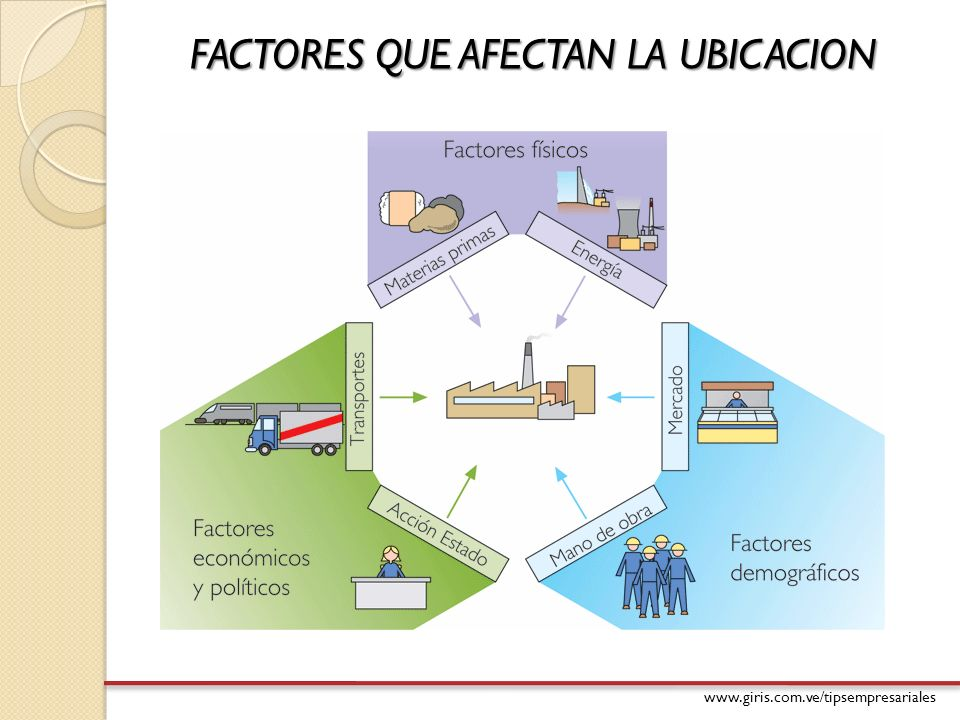 FACTORES QUE AFECTAN LA UBICACION
Factores físicos
Materias primas
Energía
Transportes
Mercado
Acción Estado
Mano de obra
Factores
económicos
y políticos
Factores
demográficos
www.giris.com.ve/tipsempresariales